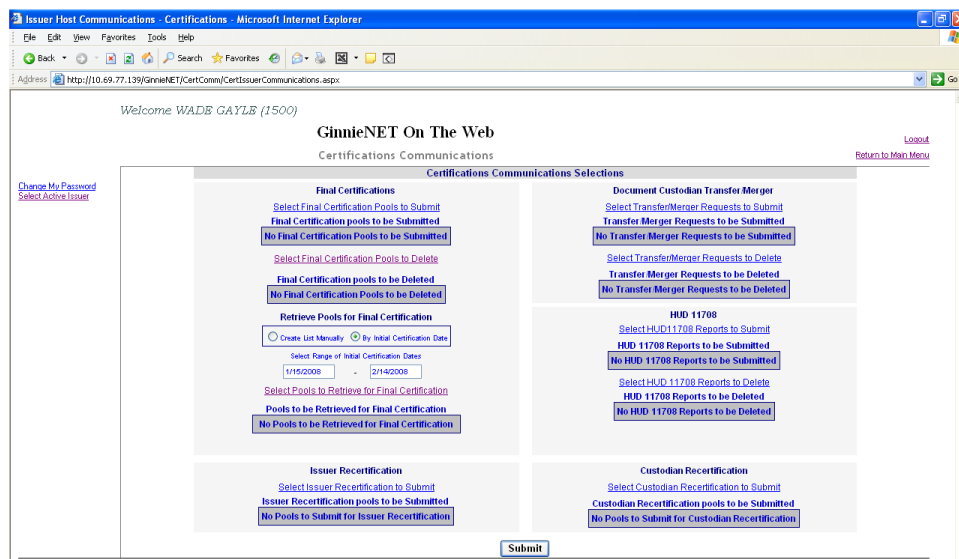 Issuer Host Communications - Certifications - Microsoft Internet Explorer
File Edit View Favorites Tools Help
Back Search Favorites
Address http://10.69.77.139/GinnieNET/CertComm/CertIssuerCommunications.aspx Go
Welcome WADE GAYLE (1500)
GinnieNET On The Web
Logout
Certifications Communications
Return to Main Menu
Change My Password
Select Active Issuer
Certifications Communications Selections
Final Certifications
Select Final Certification Pools to Submit
Final Certification pools to be Submitted
No Final Certification Pools to be Submitted
Select Final Certification Pools to Delete
Final Certification pools to be Deleted
No Final Certification Pools to be Deleted
Retrieve Pools for Final Certification
Create List Manually By Initial Certification Date
Select Range of Initial Certification Dates
1/15/2008 - 2/14/2008
Select Pools to Retrieve for Final Certification
Pools to be Retrieved for Final Certification
No Pools to be Retrieved for Final Certification
Document Custodian Transfer/Merger
Select Transfer/Merger Requests to Submit
Transfer/Merger Requests to be Submitted
No Transfer/Merger Requests to be Submitted
Select Transfer/Merger Requests to Delete
Transfer/Merger Requests to be Deleted
No Transfer/Merger Requests to be Deleted
HUD 11708
Select HUD11708 Reports to Submit
HUD 11708 Reports to be Submitted
No HUD 11708 Reports to be Submitted
Select HUD 11708 Reports to Delete
HUD 11708 Reports to be Deleted
No HUD 11708 Reports to be Deleted
Issuer Recertification
Select Issuer Recertification to Submit
Issuer Recertification pools to be Submitted
No Pools to Submit for Issuer Recertification
Custodian Recertification
Select Custodian Recertification to Submit
Custodian Recertification pools to be Submitted
No Pools to Submit for Custodian Recertification
Submit